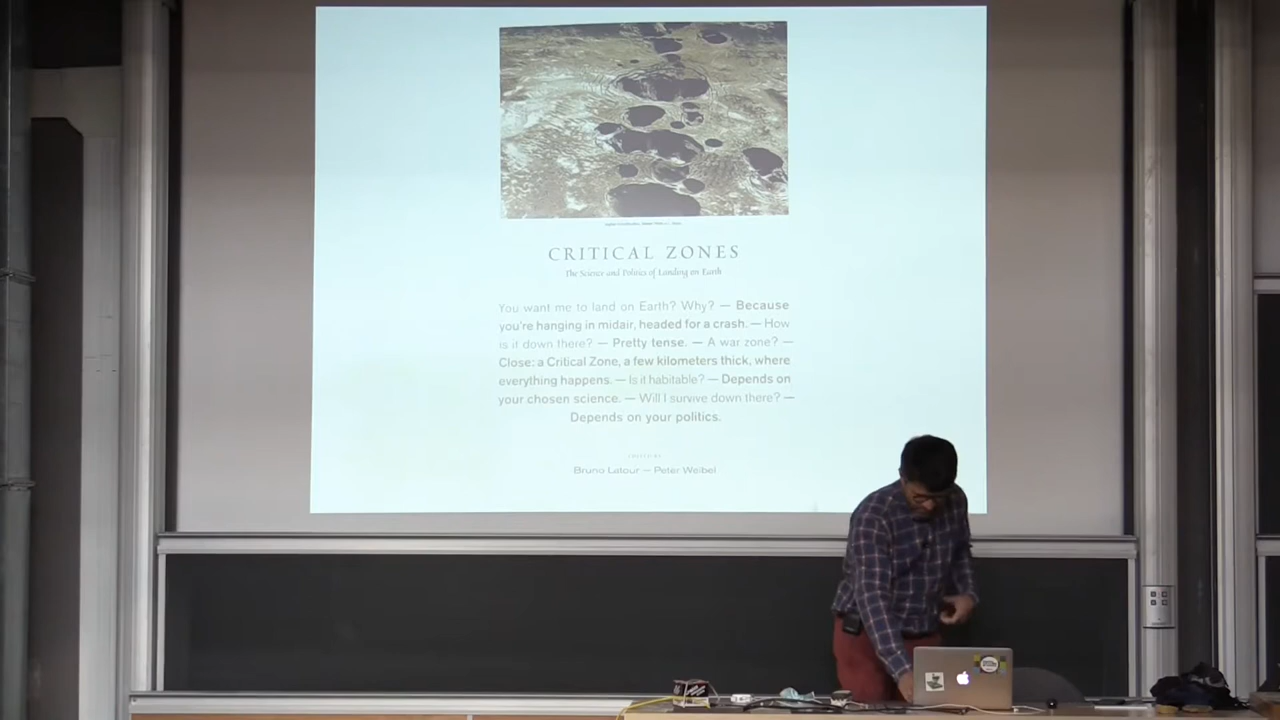 CRITICAL ZONES
The Science and Politics of Landing on Earth
You want me to land on Earth? Why? — Because
you're hanging in midair, headed for a crash. — How
is it down there? — Pretty tense. — A war zone? —
Close: a Critical Zone, a few kilometers thick, where
everything happens. — Is it habitable? — Depends on
your chosen science. — Will I survive down there? —
Depends on your politics.
EDITED BY
Bruno Latour — Peter Weibel